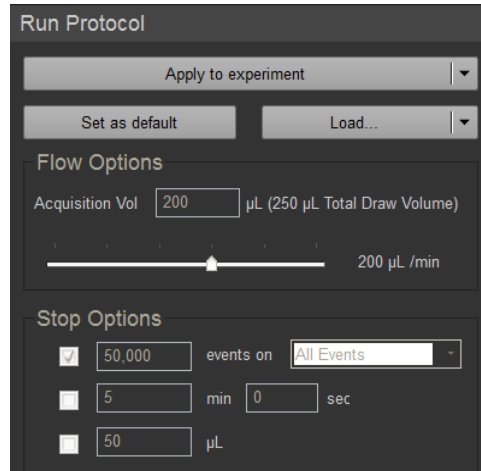 Run Protocol
Apply to experiment
Set as default Load...
Flow Options
Acquisition Vol 200 µL (250 µL Total Draw Volume)
200 µL /min
Stop Options
50,000 events on All Events
5 min 0 sec
50 µL